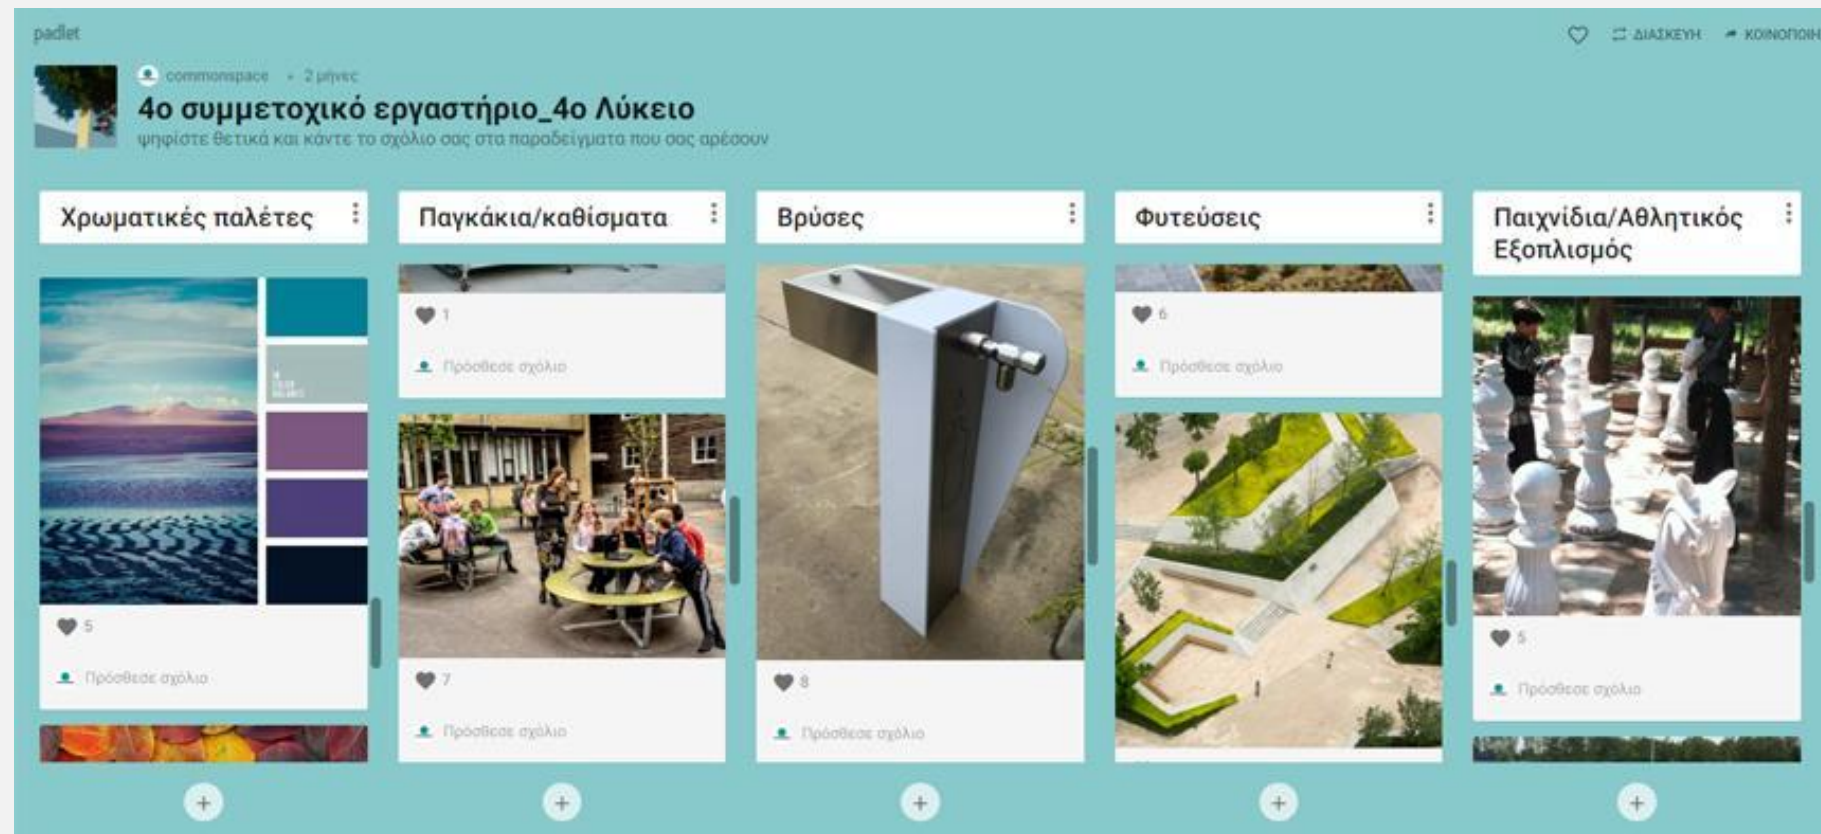 padlet
ΔΙΑΣΚΕΥΗ
ΚΟΙΝΟΠΟΙΗ
commonspace • 2 μήνες
4ο συμμετοχικό εργαστήριο_4ο Λύκειο
ψηφίστε θετικά και κάντε το σχόλιο σας στα παραδείγματα που σας αρέσουν
Χρωματικές παλέτες
5
Πρόσθεσε σχόλιο
Παγκάκια/καθίσματα
1
Πρόσθεσε σχόλιο
7
Πρόσθεσε σχόλιο
Βρύσες
8
Πρόσθεσε σχόλιο
Φυτεύσεις
6
Πρόσθεσε σχόλιο
Παιχνίδια/Αθλητικός
Εξοπλισμός
5
Πρόσθεσε σχόλιο